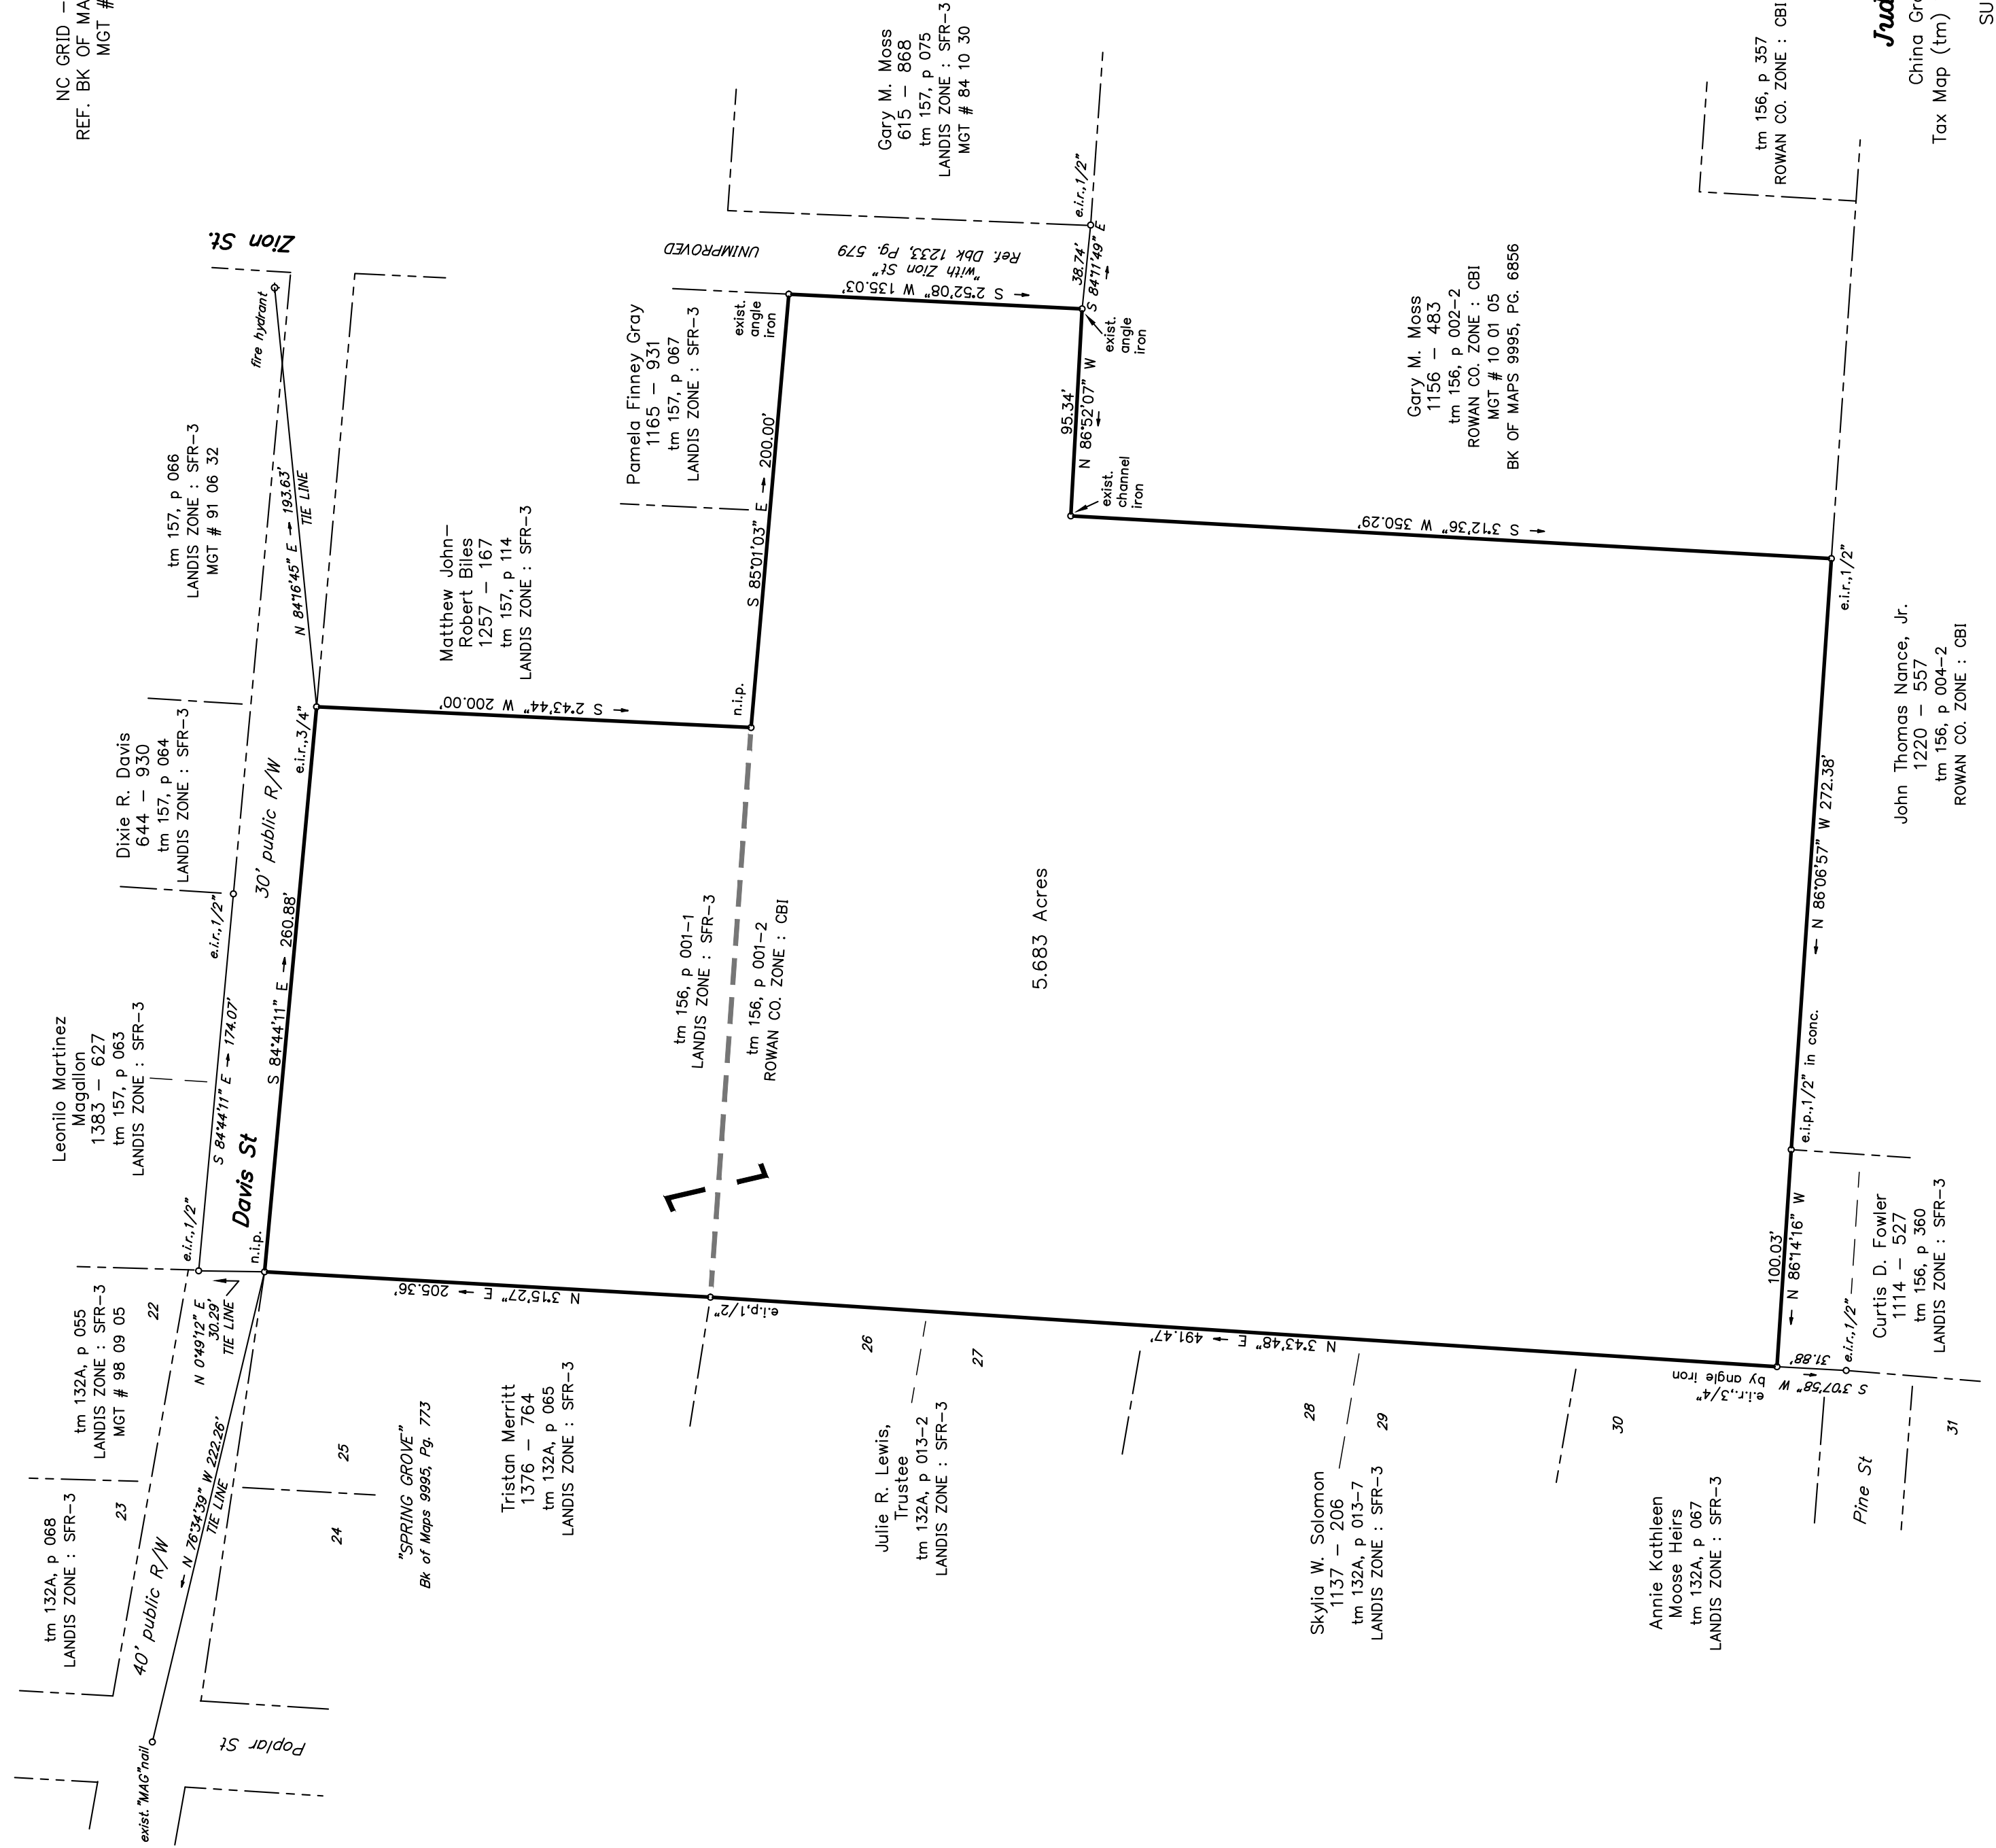 NC GRID –
REF. BK OF MA
MGT #
tm 132A, p 068
LANDIS ZONE : SFR–3
23
tm 132A, p 055
LANDIS ZONE : SFR–3
MGT # 98 09 05
22
Leonilo Martinez
Magallon
1383 – 627
tm 157, p 063
LANDIS ZONE : SFR–3
Dixie R. Davis
644 – 930
tm 157, p 064
LANDIS ZONE : SFR–3
tm 157, p 066
LANDIS ZONE : SFR–3
MGT # 91 06 32
Zion St.
fire hydrant
N 84°16'45" E 193.63'
TIE LINE
e.i.r.,1/2"
S 84°44'11" E 174.07'
e.i.r.,1/2"
30' public R/W
Davis St
n.i.p.
S 84°44'11" E 260.88'
e.i.r.,3/4"
N 0°49'12" E
30.29'
TIE LINE
N 76°34'39" W 222.26'
TIE LINE
40' public R/W
exist."MAG"nail
Poplar St
24
25
"SPRING GROVE"
Bk of Maps 9995, Pg. 773
Tristan Merritt
1376 – 764
tm 132A, p 065
LANDIS ZONE : SFR–3
N 3°15'27" E 205.36'
e.i.p,1/2"
S 2°43'44" W 200.00'
Matthew John–
Robert Biles
1257 – 167
tm 157, p 114
LANDIS ZONE : SFR–3
Pamela Finney Gray
1165 – 931
tm 157, p 067
LANDIS ZONE : SFR–3
n.i.p.
S 85°01'03" E 200.00'
exist.
angle
iron
UNIMPROVED
Ref. Dbk 1233, Pg. 579
"with Zion St"
S 2°52'08" W 135.03'
Gary M. Moss
615 – 868
tm 157, p 075
LANDIS ZONE : SFR–3
MGT # 84 10 30
e.i.r.,1/2"
38.74'
S 84°11'49" E
exist.
angle
iron
95.34'
N 86°52'07" W
exist.
channel
iron
tm 156, p 001–1
LANDIS ZONE : SFR–3
tm 156, p 001–2
ROWAN CO. ZONE : CBI
5.683 Acres
S 3°12'36" W 350.29'
Gary M. Moss
1156 – 483
tm 156, p 002–2
ROWAN CO. ZONE : CBI
MGT # 10 01 05
BK OF MAPS 9995, PG. 6856
tm 156, p 357
ROWAN CO. ZONE : CBI
e.i.r.,1/2"
N 86°06'57" W 272.38'
e.i.p.,1/2" in conc.
100.03'
N 86°14'16" W
John Thomas Nance, Jr.
1220 – 557
tm 156, p 004–2
ROWAN CO. ZONE : CBI
Curtis D. Fowler
1114 – 527
tm 156, p 360
LANDIS ZONE : SFR–3
e.i.r.,1/2"
31.88'
S 3°07'58" W
e.i.r.,3/4"
by angle iron
N 3°43'48" E 491.47'
26
27
Julie R. Lewis,
Trustee
tm 132A, p 013–2
LANDIS ZONE : SFR–3
28
29
Skylia W. Solomon
1137 – 206
tm 132A, p 013–7
LANDIS ZONE : SFR–3
30
Annie Kathleen
Moose Heirs
tm 132A, p 067
LANDIS ZONE : SFR–3
Pine St
31
Jud
China Gro
Tax Map (tm)
SU